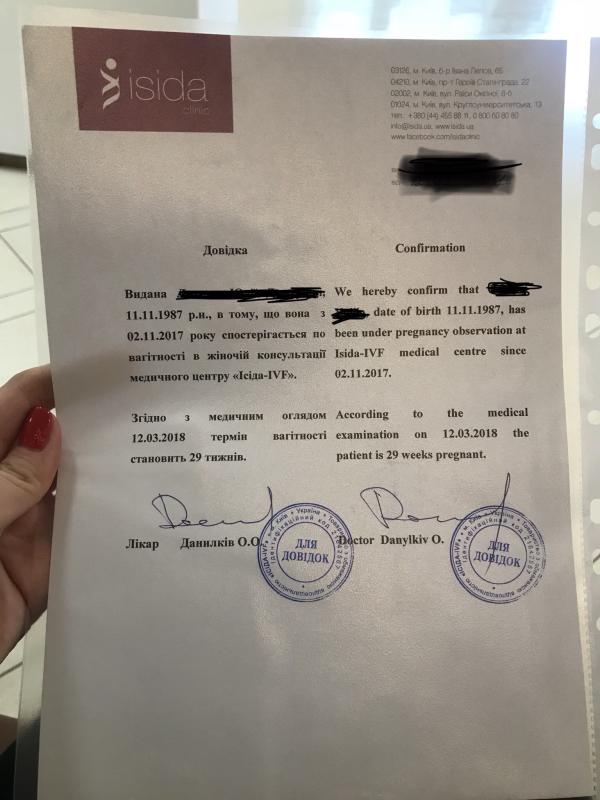 isida
clinic
03126, м. Київ, б-р Івана Лепсе, 65
04210, м. Київ, пр-т Героїв Сталінграда, 22
02002, м. Київ, вул. Раїси Окіпної, 8-б
01024, м. Київ, вул. Круглоуніверситетська, 13
тел.: +380 (44) 455 88 11, 0 800 60 80 80
info@isida.ua, www.isida.ua
www.facebook.com/isidaclinic
Довідка
Видана
11.11.1987 р.н., в тому, що вона з
02.11.2017 року спостерігається по
вагітності в жіночій консультації
медичного центру «Ісіда-IVF».
Згідно з медичним оглядом
12.03.2018 термін вагітності
становить 29 тижнів.
Лікар Данилків О.О.
ДЛЯ
ДОВІДОК
Confirmation
We hereby confirm that
date of birth 11.11.1987, has
been under pregnancy observation at
Isida-IVF medical centre since
02.11.2017.
According to the medical
examination on 12.03.2018 the
patient is 29 weeks pregnant.
Doctor Danylkiv O.
ДЛЯ
ДОВІДОК